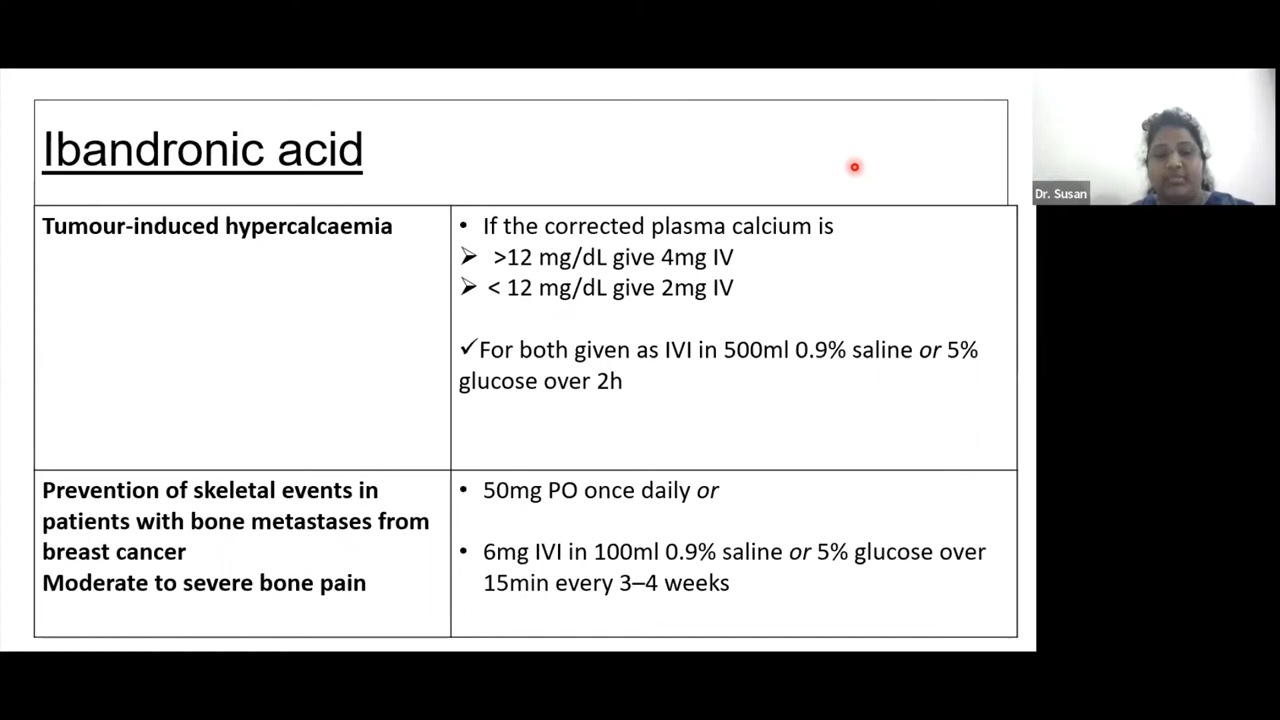 Ibandronic acid
Dr. Susan
Tumour-induced hypercalcaemia
• If the corrected plasma calcium is
➢ >12 mg/dL give 4mg IV
➢ < 12 mg/dL give 2mg IV
✓For both given as IVI in 500ml 0.9% saline or 5%
glucose over 2h
Prevention of skeletal events in
patients with bone metastases from
breast cancer
Moderate to severe bone pain
• 50mg PO once daily or
• 6mg IVI in 100ml 0.9% saline or 5% glucose over
15min every 3–4 weeks